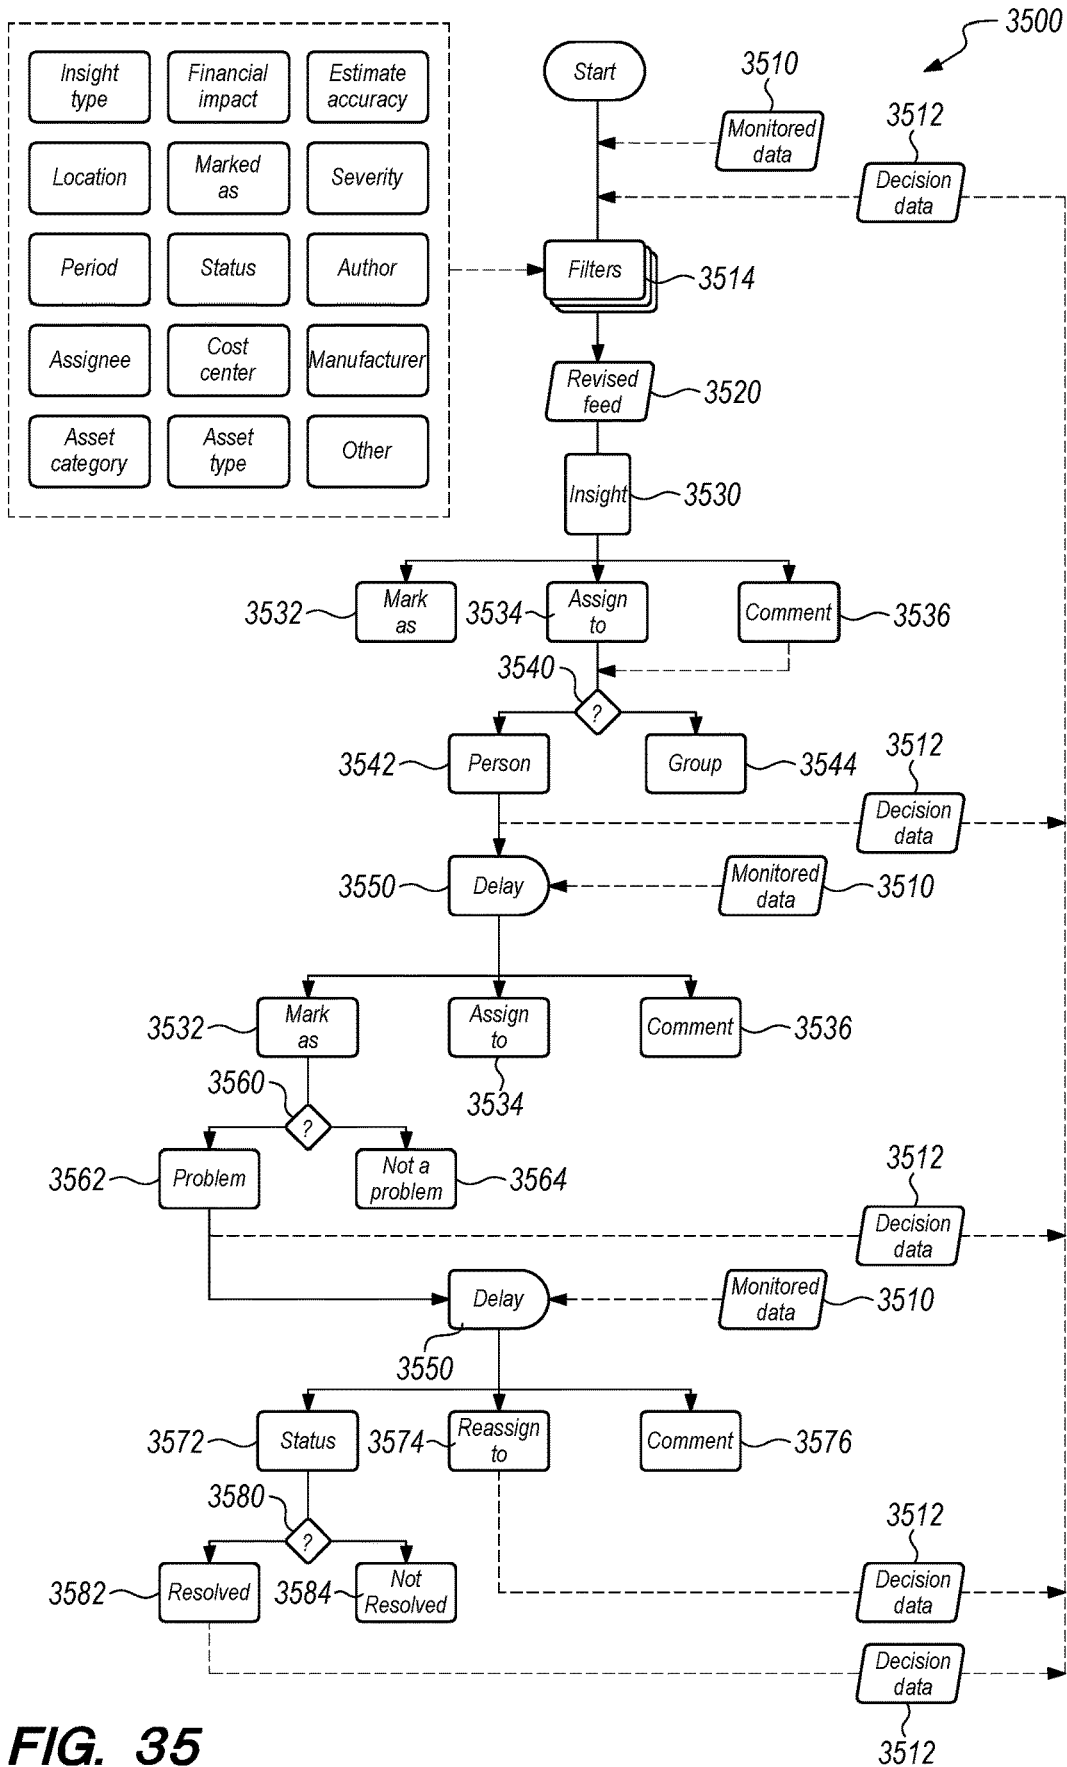 3500
Start
3510
Monitored
data
3512
Decision
data
Insight
type
Financial
impact
Estimate
accuracy
Location
Marked
as
Severity
Period
Status
Author
Assignee
Cost
center
Manufacturer
Asset
category
Asset
type
Other
Filters
3514
Revised
feed
3520
Insight
3530
3532
Mark
as
3534
Assign
to
Comment
3536
3540
?
3542
Person
Group
3544
3512
Decision
data
3550
Delay
Monitored
data
3510
3532
Mark
as
Assign
to
3534
Comment
3536
3560
?
3562
Problem
Not a
problem
3564
3512
Decision
data
Delay
3550
Monitored
data
3510
3572
Status
3574
Reassign
to
Comment
3576
3580
?
3582
Resolved
3584
Not
Resolved
3512
Decision
data
Decision
data
3512
FIG. 35